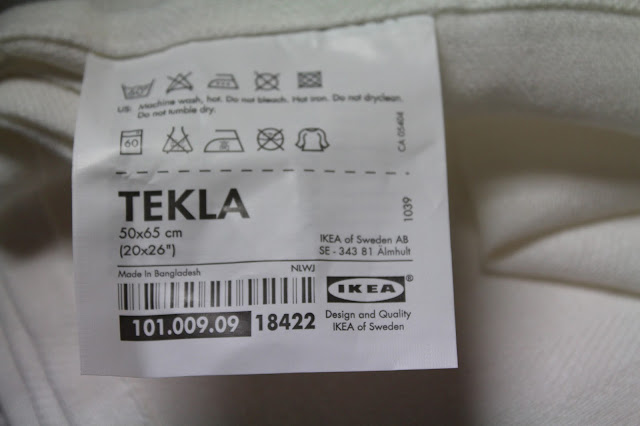 60
US: Machine wash, hot. Do not bleach. Hot iron. Do not dryclean.
Do not tumble dry.
60
CA 05404
TEKLA
50x65 cm
(20x26")
1039
IKEA of Sweden AB
SE - 343 81 Älmhult
Made In Bangladesh
NLWJ
IKEA®
101.009.09 18422
Design and Quality
IKEA of Sweden